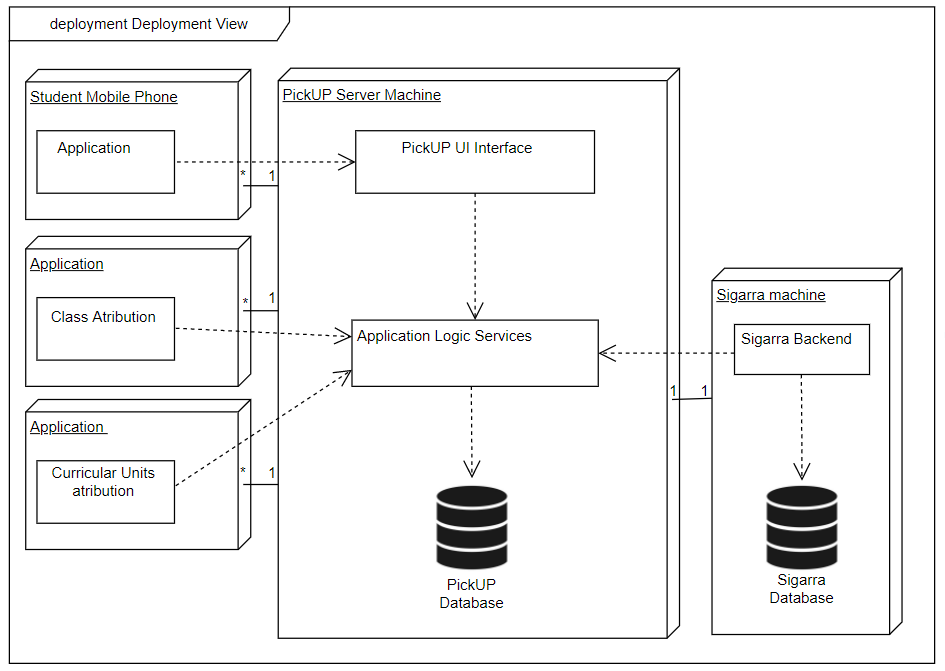 deployment Deployment View
Student Mobile Phone
Application
* 1
PickUP Server Machine
PickUP UI Interface
Application
Class Atribution
* 1
Application Logic Services
Application
Curricular Units
atribution
* 1
PickUP
Database
1 1
Sigarra machine
Sigarra Backend
Sigarra
Database